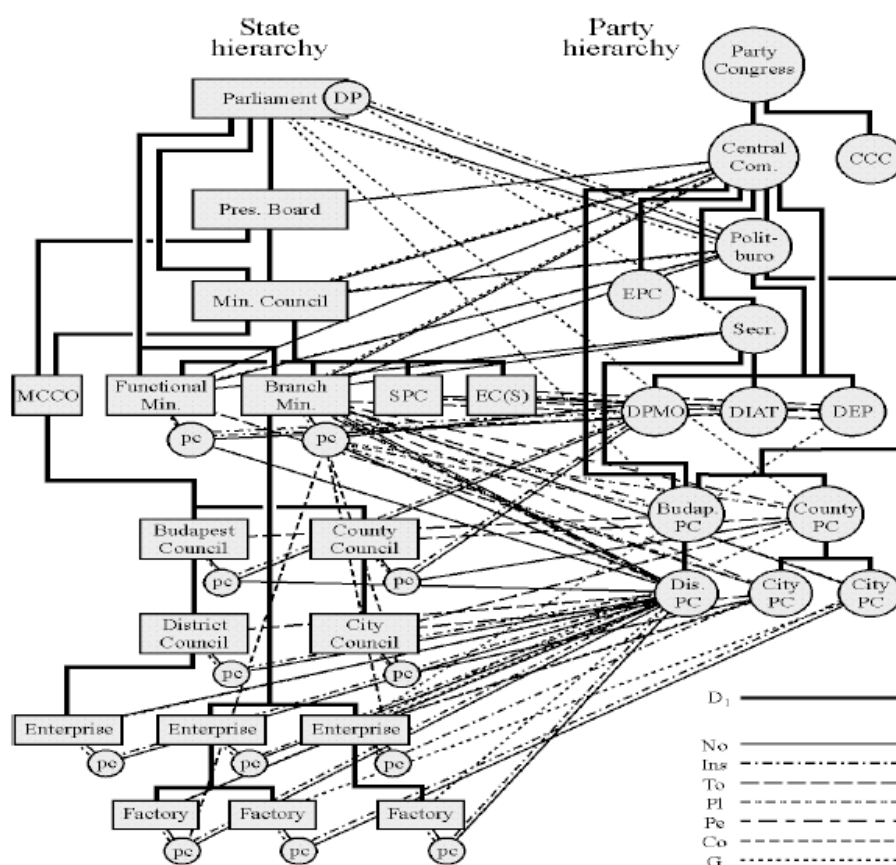 State
hierarchy
Party
hierarchy
Party
Congress
Parliament
DP
Central
Com.
CCC
Pres. Board
Polit-
buro
Min. Council
EPC
Secr.
MCCO
Functional
Min.
Branch
Min.
SPC
EC(S)
DPMO
DIAT
DEP
pc
pc
Budap.
PC
County
PC
Budapest
Council
County
Council
pc
pc
Dis.
PC
City
PC
City
PC
District
Council
City
Council
pc
pc
Enterprise
Enterprise
Enterprise
pc
pc
pc
Factory
Factory
Factory
pc
pc
pc
D₁
No
Ins
To
Pl
Pe
Co
G